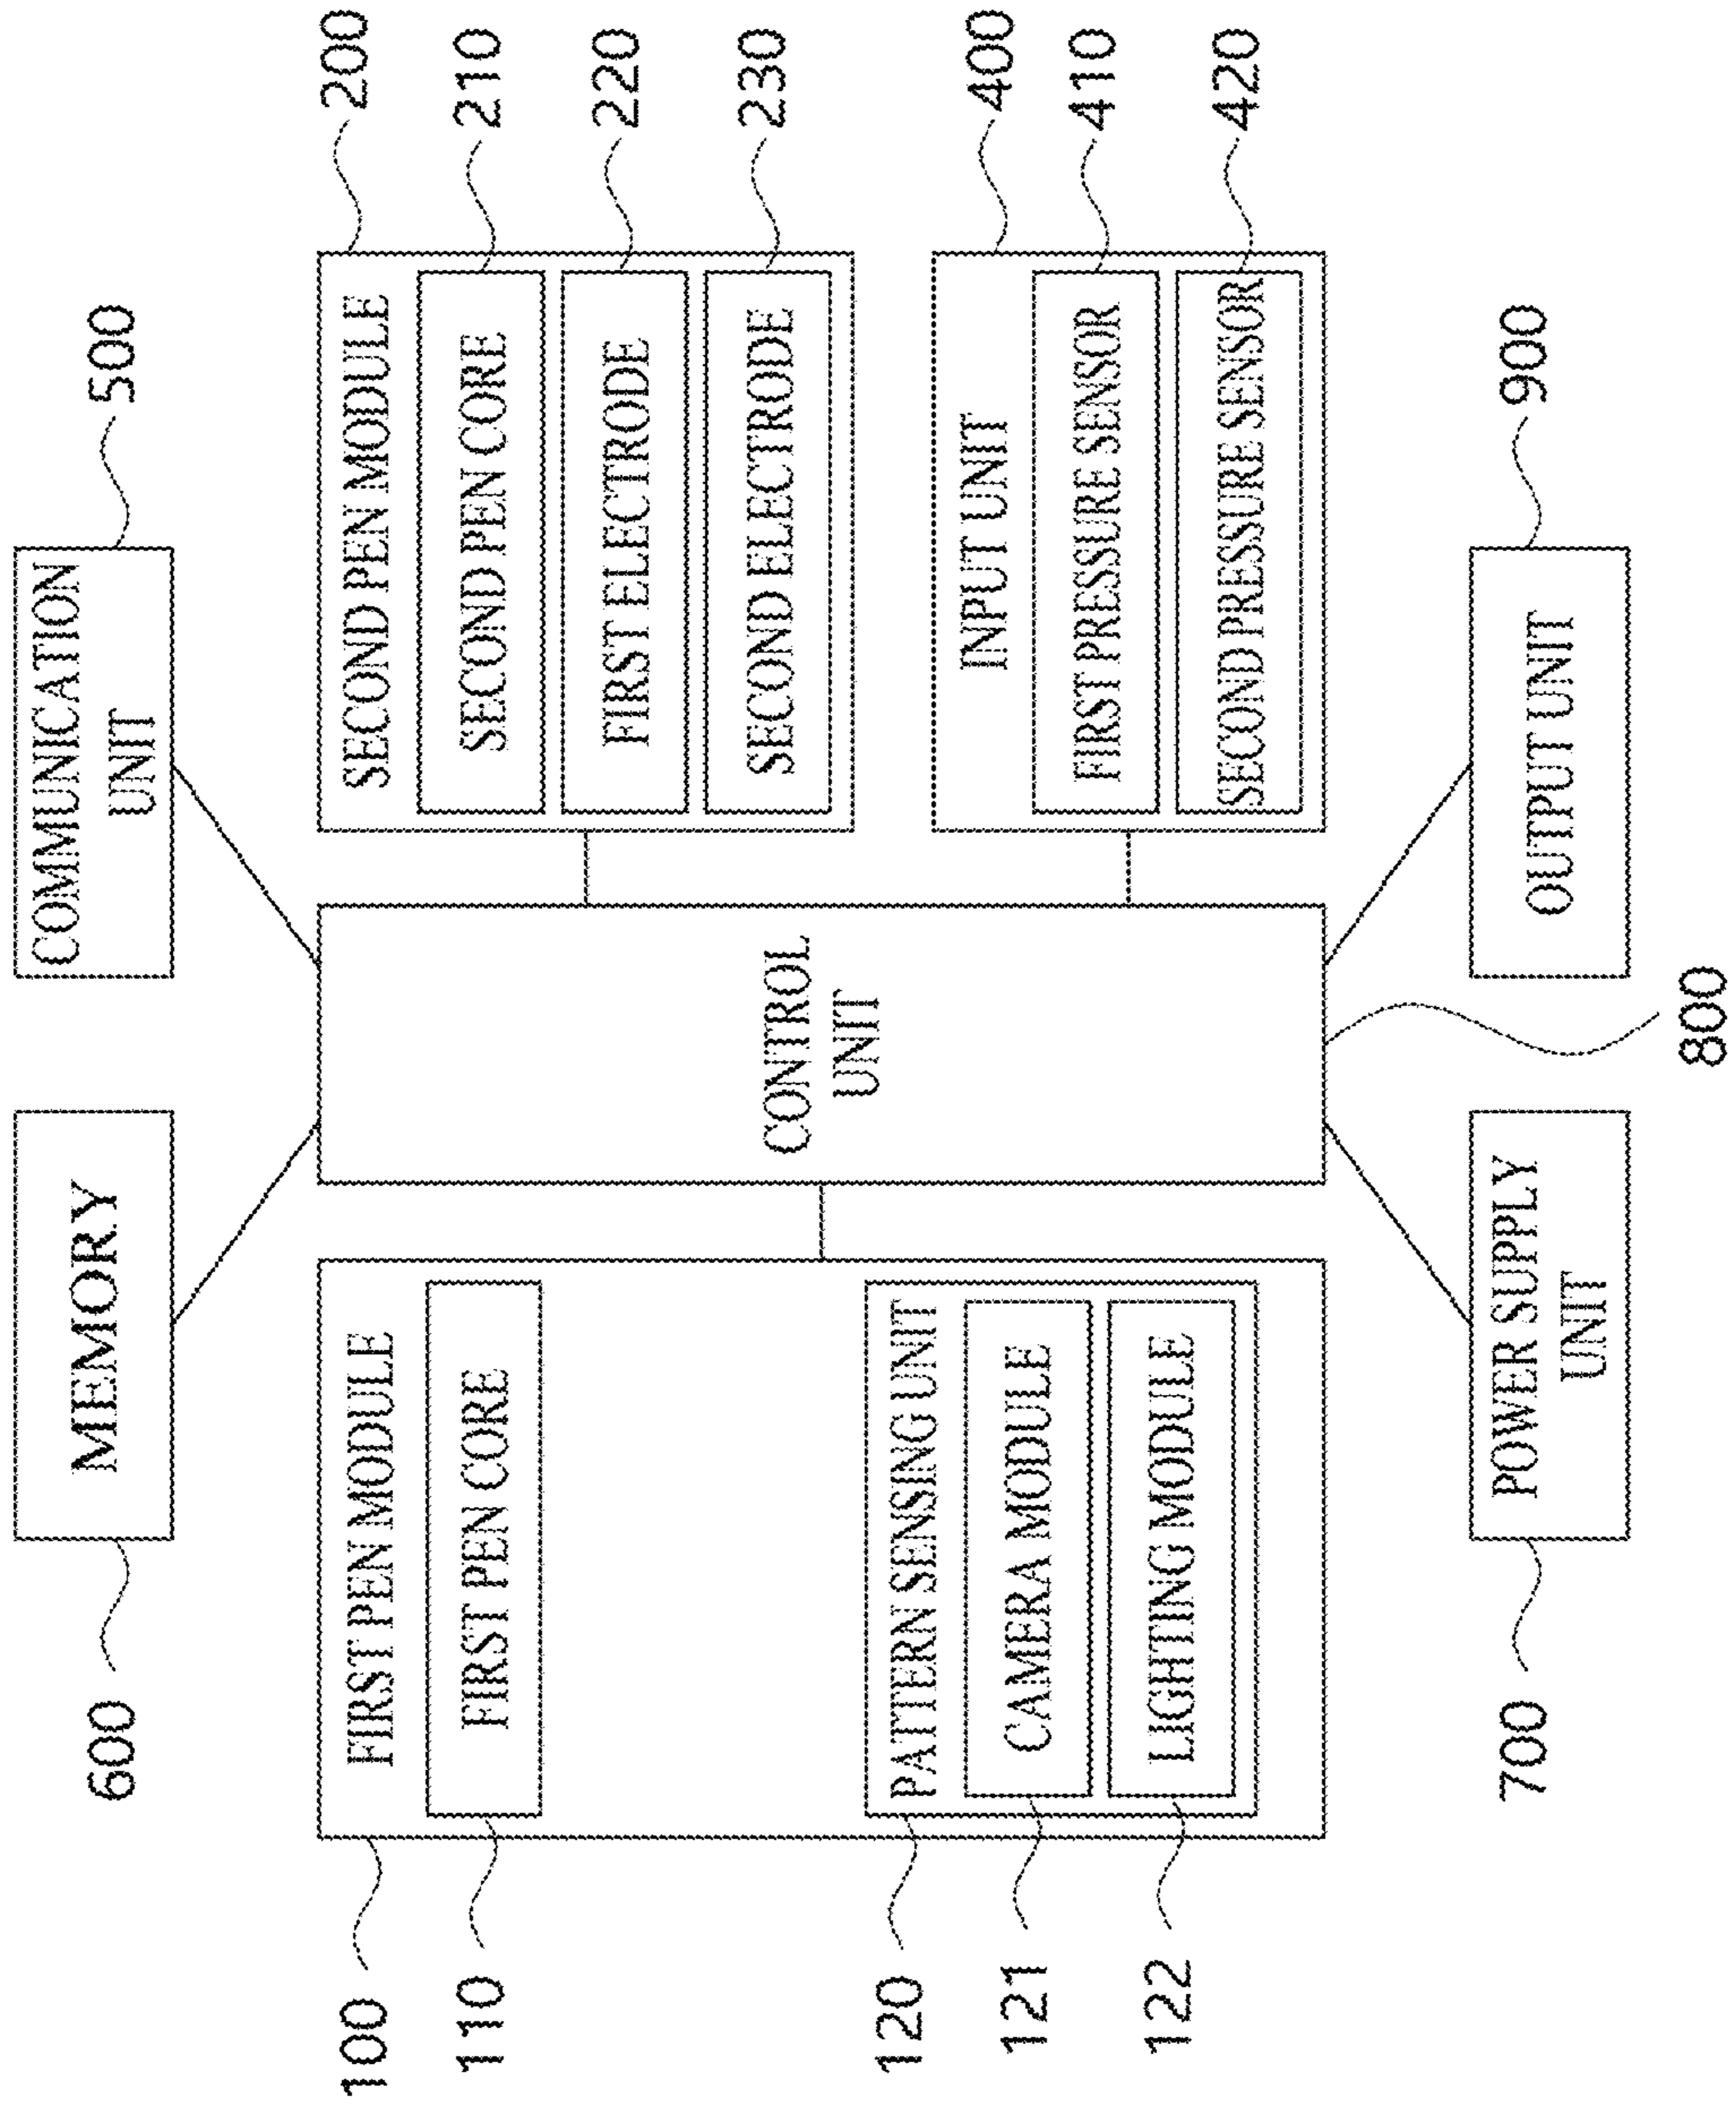 600
MEMORY
COMMUNICATION
UNIT
500
100
FIRST PEN MODULE
110
FIRST PEN CORE
120
PATTERN SENSING UNIT
121
CAMERA MODULE
122
LIGHTING MODULE
CONTROL
UNIT
SECOND PEN MODULE
200
SECOND PEN CORE
210
FIRST ELECTRODE
220
SECOND ELECTRODE
230
INPUT UNIT
400
FIRST PRESSURE SENSOR
410
SECOND PRESSURE SENSOR
420
700
POWER SUPPLY
UNIT
OUTPUT UNIT
900
800